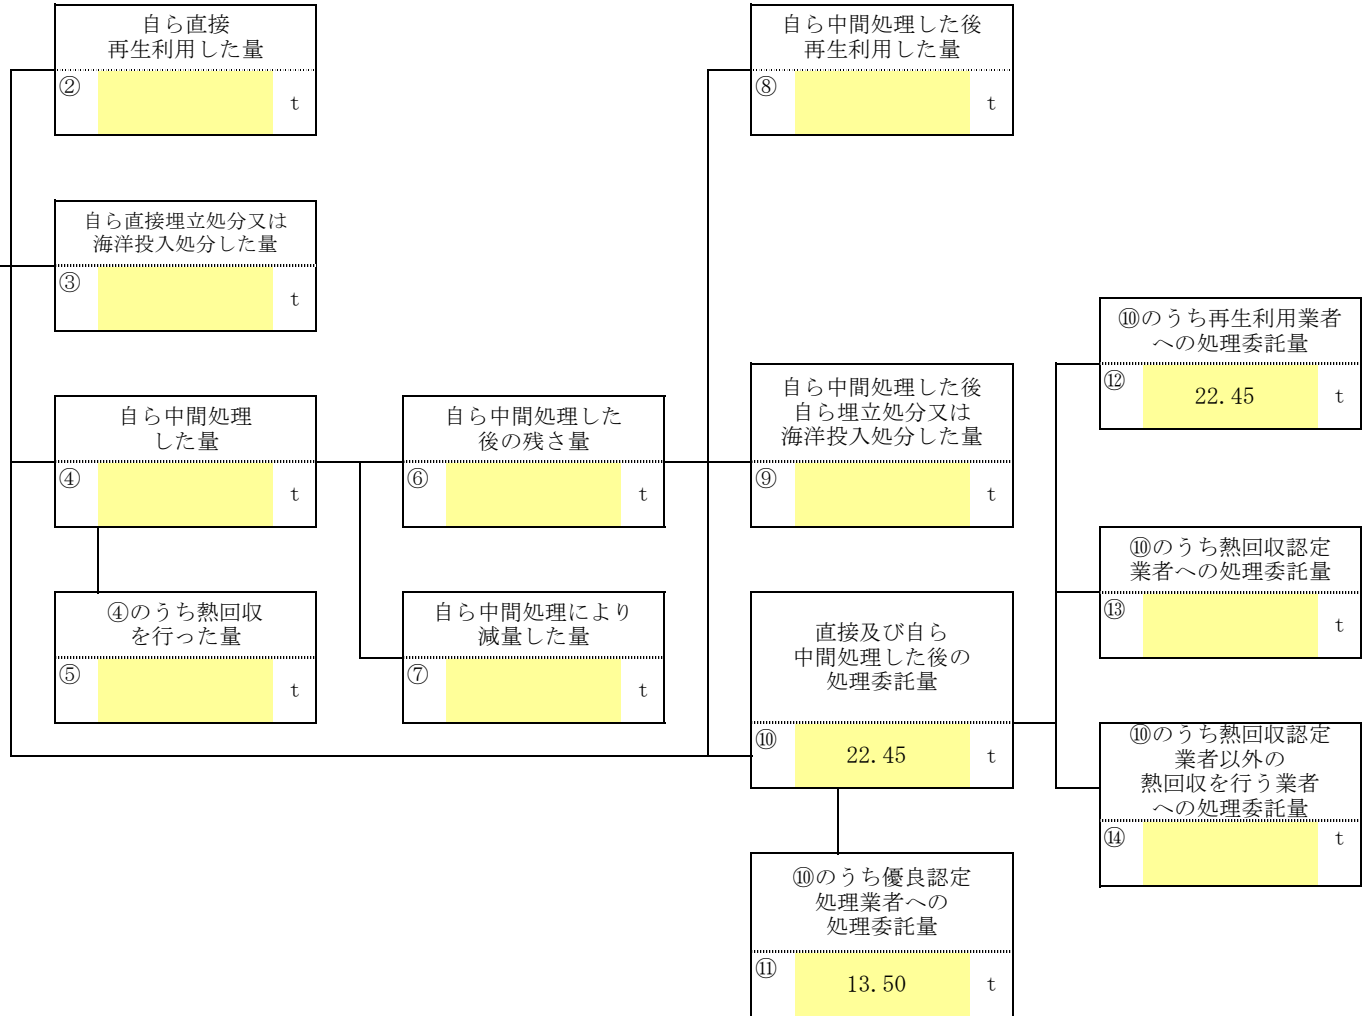 自ら直接
再生利用した量
②
t
自ら中間処理した後
再生利用した量
⑧
t
自ら直接埋立処分又は
海洋投入処分した量
③
t
⑩のうち再生利用業者
への処理委託量
⑫
22.45
t
自ら中間処理
した量
④
t
自ら中間処理した
後の残さ量
⑥
t
自ら中間処理した後
自ら埋立処分又は
海洋投入処分した量
⑨
t
⑩のうち熱回収認定
業者への処理委託量
⑬
t
④のうち熱回収
を行った量
⑤
t
自ら中間処理により
減量した量
⑦
t
直接及び自ら
中間処理した後の
処理委託量
⑩
22.45
t
⑩のうち熱回収認定
業者以外の
熱回収を行う業者
への処理委託量
⑭
t
⑩のうち優良認定
処理業者への
処理委託量
⑪
13.50
t